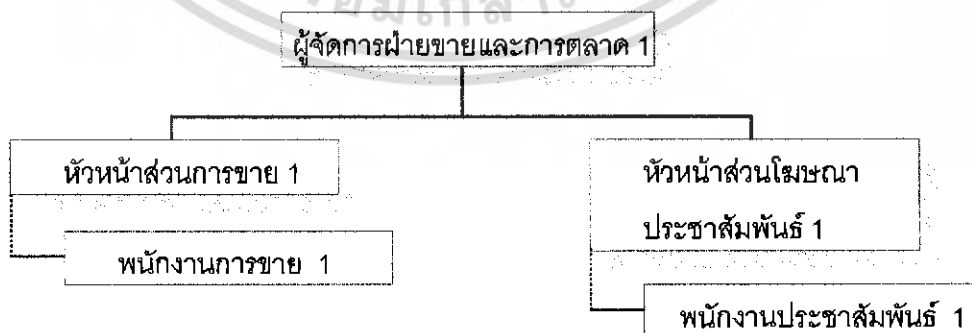 ผู้จัดการฝ่ายขายและการตลาด 1
หัวหน้าส่วนการขาย 1
พนักงานการขาย 1
หัวหน้าส่วนโฆษณา
ประชาสัมพันธ์ 1
พนักงานประชาสัมพันธ์ 1